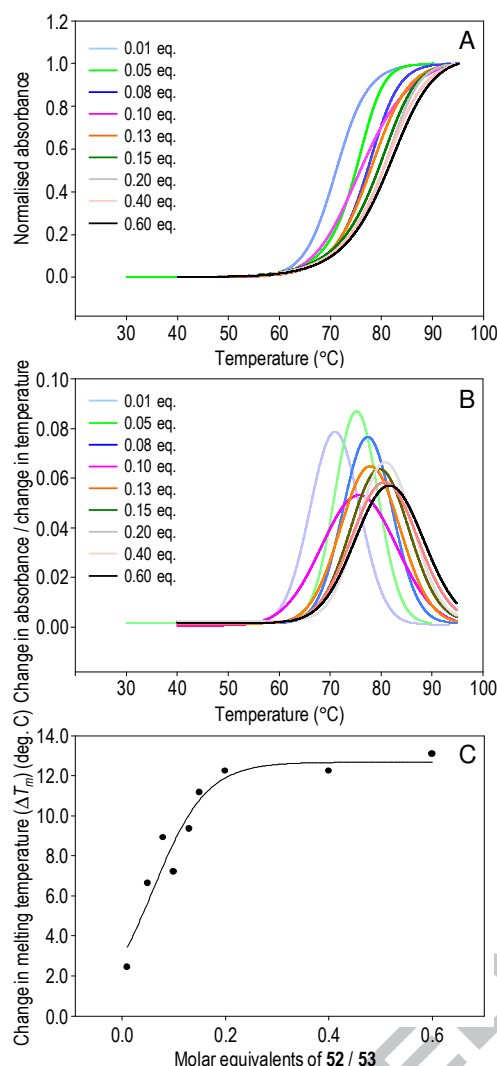 A
1.2
1.0
0.8
0.6
0.4
0.2
0.0
Normalised absorbance
0.01 eq.
0.05 eq.
0.08 eq.
0.10 eq.
0.13 eq.
0.15 eq.
0.20 eq.
0.40 eq.
0.60 eq.
30 40 50 60 70 80 90 100
Temperature (°C)
B
0.10
0.08
0.06
0.04
0.02
0.00
Change in absorbance / change in temperature
0.01 eq.
0.05 eq.
0.08 eq.
0.10 eq.
0.13 eq.
0.15 eq.
0.20 eq.
0.40 eq.
0.60 eq.
30 40 50 60 70 80 90 100
Temperature (°C)
C
14.0
12.0
10.0
8.0
6.0
4.0
2.0
0.0
Change in melting temperature (ΔTm) (deg. C)
0.0 0.2 0.4 0.6
Molar equivalents of 52 / 53